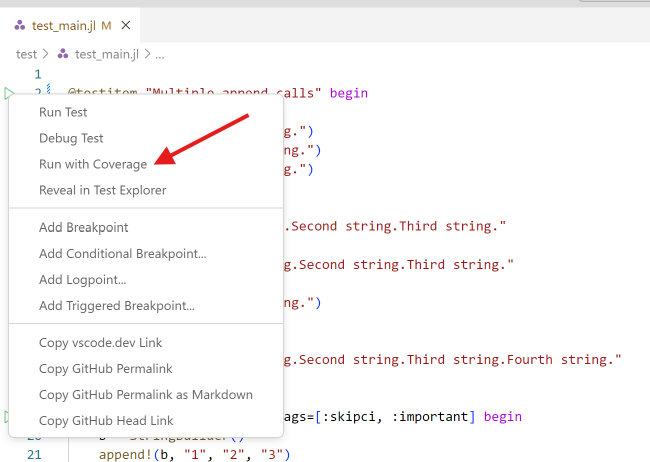 test_main.jl M ×
test > test_main.jl > ...
1
2 @testitem "Multiple append calls" begin
Run Test
Debug Test
g.")
Run with Coverage
ng.")
g.")
Reveal in Test Explorer
Add Breakpoint
.Second string.Third string."
Add Conditional Breakpoint...
g.Second string.Third string."
Add Logpoint...
Add Triggered Breakpoint...
ng.")
Copy vscode.dev Link
g.Second string.Third string.Fourth string."
Copy GitHub Permalink
Copy GitHub Permalink as Markdown
Copy GitHub Head Link
ags=[:skipci, :important] begin
20 b = StringBuilder()
21 append!(b, "1", "2", "3")